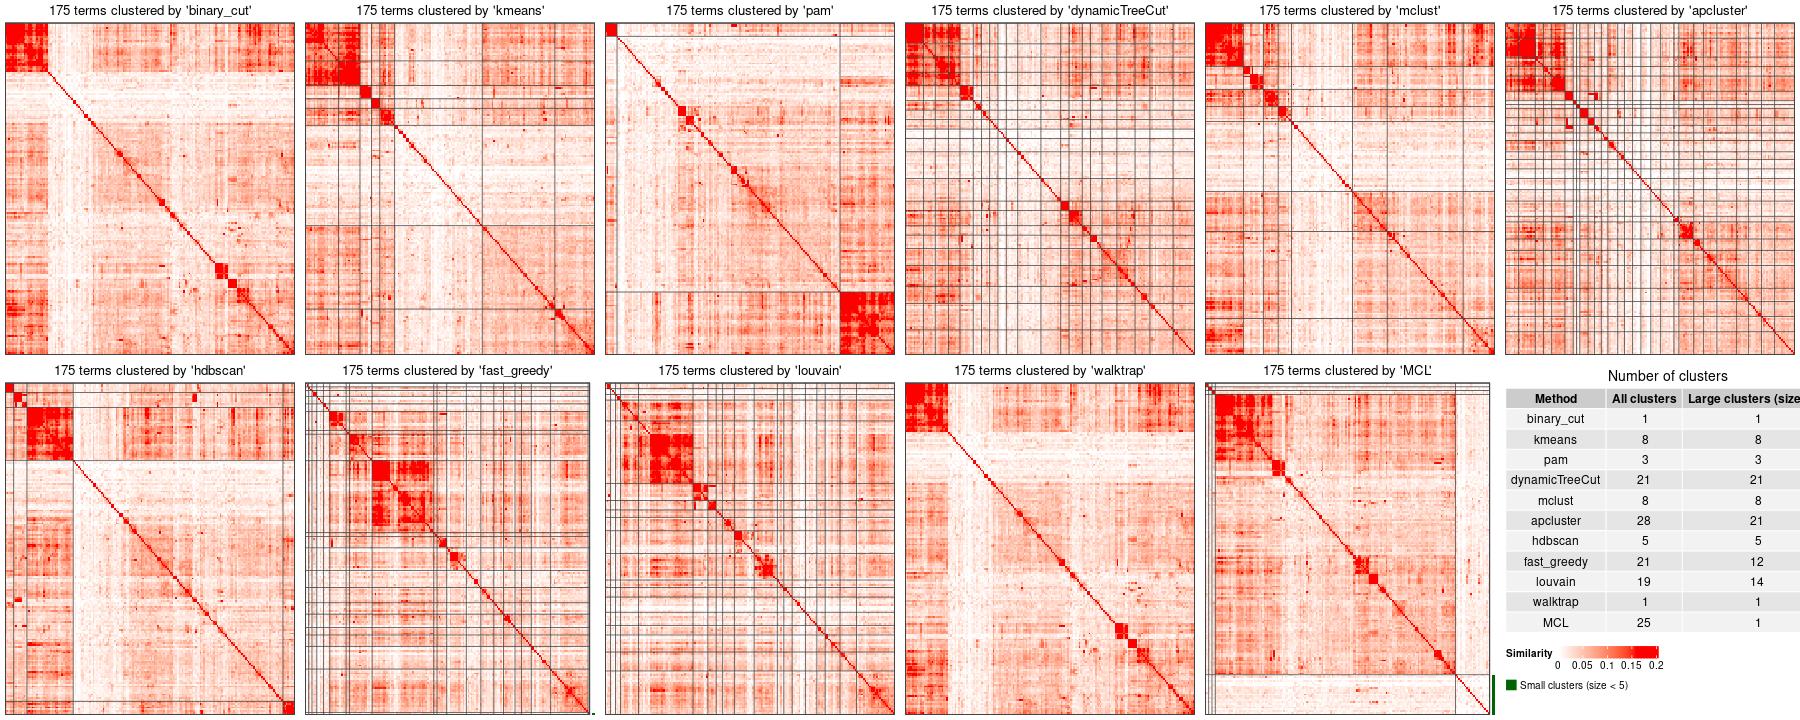 175 terms clustered by 'binary_cut'
175 terms clustered by 'kmeans'
175 terms clustered by 'pam'
175 terms clustered by 'dynamicTreeCut'
175 terms clustered by 'mclust'
175 terms clustered by 'apcluster'
175 terms clustered by 'hdbscan'
175 terms clustered by 'fast_greedy'
175 terms clustered by 'louvain'
175 terms clustered by 'walktrap'
175 terms clustered by 'MCL'
Number of clusters
Method All clusters Large clusters (size
binary_cut 1 1
kmeans 8 8
pam 3 3
dynamicTreeCut 21 21
mclust 8 8
apcluster 28 21
hdbscan 5 5
fast_greedy 21 12
louvain 19 14
walktrap 1 1
MCL 25 1
Similarity
0 0.05 0.1 0.15 0.2
Small clusters (size < 5)